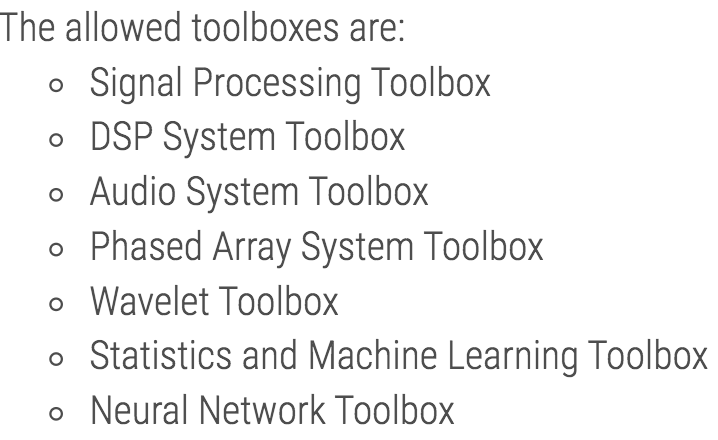 The allowed toolboxes are:
Signal Processing Toolbox
DSP System Toolbox
Audio System Toolbox
Phased Array System Toolbox
Wavelet Toolbox
Statistics and Machine Learning Toolbox
Neural Network Toolbox